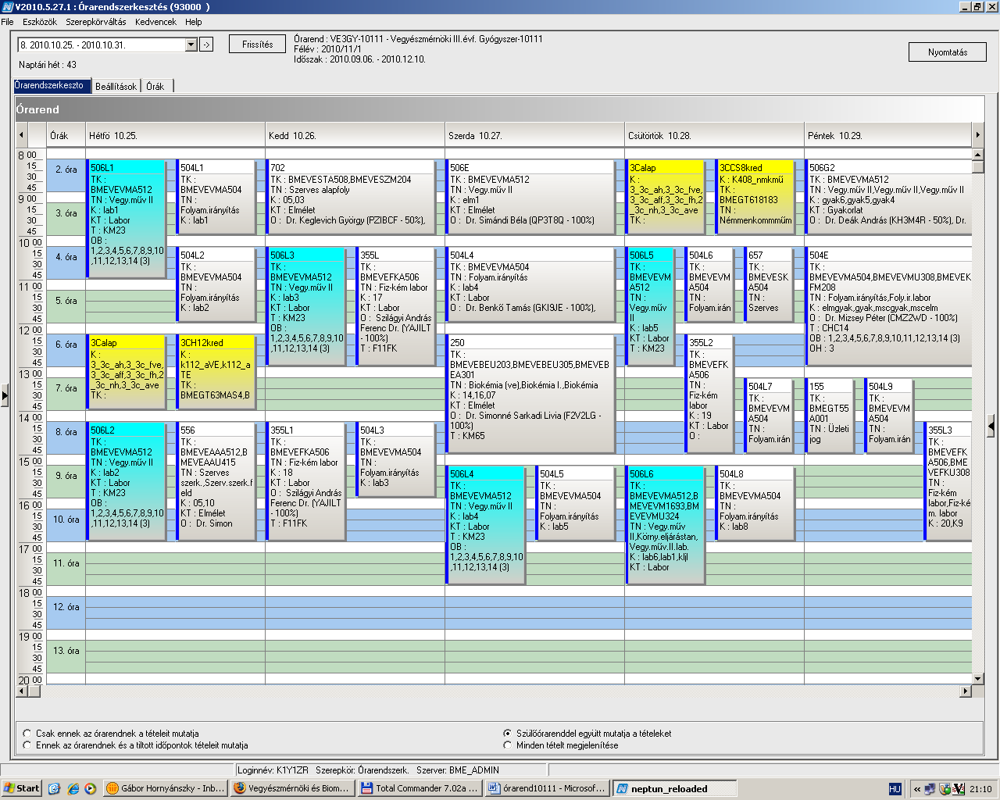 V2010.5.27.1 : Órarendszerkesztés (93000  )
File Eszközök Szerepkörváltás Kedvencek Help
8. 2010.10.25. - 2010.10.31.
->
Frissítés
Órarend : VE3GY-10111 - Vegyészmérnöki III.évf. Gyógyszer-10111
Félév : 2010/11/1
Időszak : 2010.09.06. - 2010.12.10.
Nyomtatás
Naptári hét : 43
Órarendszerkeszto Beállítások Órák
Órarend
Órák Hétfő 10.25. Kedd 10.26. Szerda 10.27. Csütörtök 10.28. Péntek 10.29.
8 00
15
30
45
9 00
15
30
45
10 00
15
30
45
11 00
15
30
45
12 00
15
30
45
13 00
15
30
45
14 00
15
30
45
15 00
15
30
45
16 00
15
30
45
17 00
15
30
45
18 00
15
30
45
19 00
15
30
45
20 00
2. óra
3. óra
4. óra
5. óra
6. óra
7. óra
8. óra
9. óra
10. óra
11. óra
12. óra
13. óra
506L1
TK :
BMEVEVMA512
TN : Vegy.műv II
K : lab1
KT : Labor
T : KM23
OB :
1,2,3,4,5,6,7,8,9,10
,11,12,13,14 (3)
504L1
TK :
BMEVEVMA504
TN :
Folyam.irányítás
K : lab1
504L2
TK :
BMEVEVMA504
TN :
Folyam.irányítás
K : lab2
3Calap
K :
3_3c_ah,3_3c_fve,
3_3c_aff,3_3c_fh,2
_3c_nh,3_3c_ave
TK :
3CH12kred
K :
k112_aVE,k112_a
TE
TK :
BMEGT63MAS4,B
506L2
TK :
BMEVEVMA512
TN : Vegy.műv II
K : lab2
KT : Labor
T : KM23
OB :
1,2,3,4,5,6,7,8,9,10
,11,12,13,14 (3)
556
TK :
BMEVEAAA512,B
MEVEAAU415
TN : Szerves
szerk.,Szerv.szerk.f
eld
K : 05,10
KT : Elmélet
O : Dr. Simon
702
TK : BMEVESTA508,BMEVESZM204
TN : Szerves alapfoly
K : 05,03
KT : Elmélet
O : Dr. Keglevich György (PZIBCF - 50%),
506L3
TK :
BMEVEVMA512
TN : Vegy.műv II
K : lab3
KT : Labor
T : KM23
OB :
1,2,3,4,5,6,7,8,9,10
,11,12,13,14 (3)
355L
TK :
BMEVEFKA506
TN : Fiz-kém labor
K : 17
KT : Labor
O : Szilágyi András
Ferenc Dr. (YAJILT
- 100%)
T : F11FK
355L1
TK :
BMEVEFKA506
TN : Fiz-kém labor
K : 18
KT : Labor
O : Szilágyi András
Ferenc Dr. (YAJILT
- 100%)
T : F11FK
504L3
TK :
BMEVEVMA504
TN :
Folyam.irányítás
K : lab3
506E
TK : BMEVEVMA512
TN : Vegy.műv II
K : elm1
KT : Elmélet
O : Dr. Simándi Béla (QP3T8Q - 100%)
504L4
TK : BMEVEVMA504
TN : Folyam.irányítás
K : lab4
KT : Labor
O : Dr. Benkő Tamás (GKI9JE - 100%),
250
TK :
BMEVEBEU203,BMEVEBEU305,BMEVEB
EA301
TN : Biokémia (ve),Biokémia I.,Biokémia
K : 14,16,07
KT : Elmélet
O : Dr. Simonné Sarkadi Livia (F2V2LG -
100%)
T : KM65
506L4
TK :
BMEVEVMA512
TN : Vegy.műv II
K : lab4
KT : Labor
T : KM23
OB :
1,2,3,4,5,6,7,8,9,10
,11,12,13,14 (3)
504L5
TK :
BMEVEVMA504
TN :
Folyam.irányítás
K : lab5
3Calap
K :
3_3c_ah,3_3c_fve,
3_3c_aff,3_3c_fh,2
_3c_nh,3_3c_ave
TK :
3CCS8kred
K : K408_nmkmű
TK :
BMEGT618183
TN :
Némmenkommműm
506L5
TK :
BMEVEVM
A512
TN :
Vegy.műv
II
K : lab5
KT : Labor
T : KM23
504L6
TK :
BMEVEVM
A504
TN :
Folyam.irán
657
TK :
BMEVESK
A504
TN :
Szerves
355L2
TK :
BMEVEFK
A506
TN :
Fiz-kém
labor
K : 19
KT : Labor
O :
504L7
TK :
BMEVEVM
A504
TN :
Folyam.irán
506L6
TK :
BMEVEVMA512,B
MEVEVM1693,BM
EVEVMU324
TN : Vegy.műv
II,Körny.eljárástan,
Vegy.műv.II.lab.
K : lab6,lab1,kljl
KT : Labor
504L8
TK :
BMEVEVMA504
TN :
Folyam.irányítás
K : lab8
506G2
TK : BMEVEVMA512
TN : Vegy.műv II,Vegy.műv II,Vegy.műv II
K : gyak6,gyak5,gyak4
KT : Gyakorlat
O : Dr. Deák András (KH3M4R - 50%), Dr.
504E
TK :
BMEVEVMA504,BMEVEVMU308,BMEVEK
FM208
TN : Folyam.irányítás,Foly.ir.labor
K : elmgyak,gyak,mscgyak,mscelm
O : Dr. Mizsey Péter (CMZ2WD - 100%)
T : CHC14
OB : 1,2,3,4,5,6,7,8,9,10,11,12,13,14 (3)
OH : 3
155
TK :
BMEGT55
A001
TN : Üzleti
jog
504L9
TK :
BMEVEVM
A504
TN :
Folyam.irán
355L3
TK :
BMEVEFK
A506,BME
VEFKU308
TN :
Fiz-kém
labor,Fiz-ké
m. labor
K : 20,K9
Csak ennek az órarendnek a tételeit mutatja
Ennek az órarendnek és a tiltott időpontok tételeit mutatja
Szülőórarenddel együtt mutatja a tételeket
Minden tételt megjelenítése
Loginnév: K1Y1ZR Szerepkör: Órarendszerk. Szerver: BME_ADMIN
Start
Gábor Hornyánszky - Inb...
Vegyészmérnöki és Biom...
Total Commander 7.02a ...
órarend10111 - Microsof...
neptun_reloaded
HU
21:10